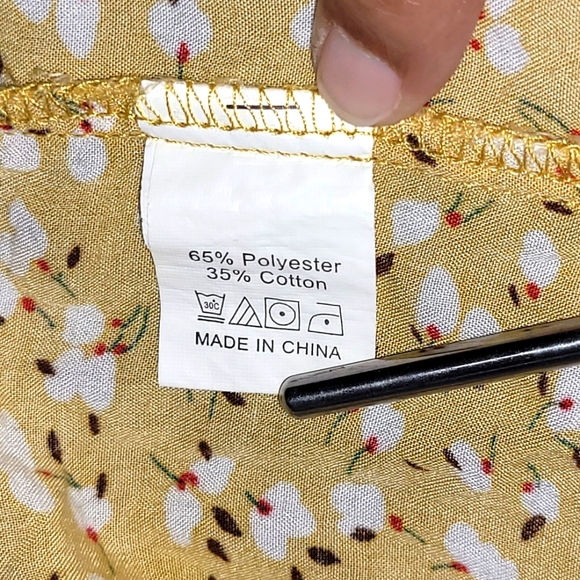 65% Polyester
35% Cotton
30°C
MADE IN CHINA